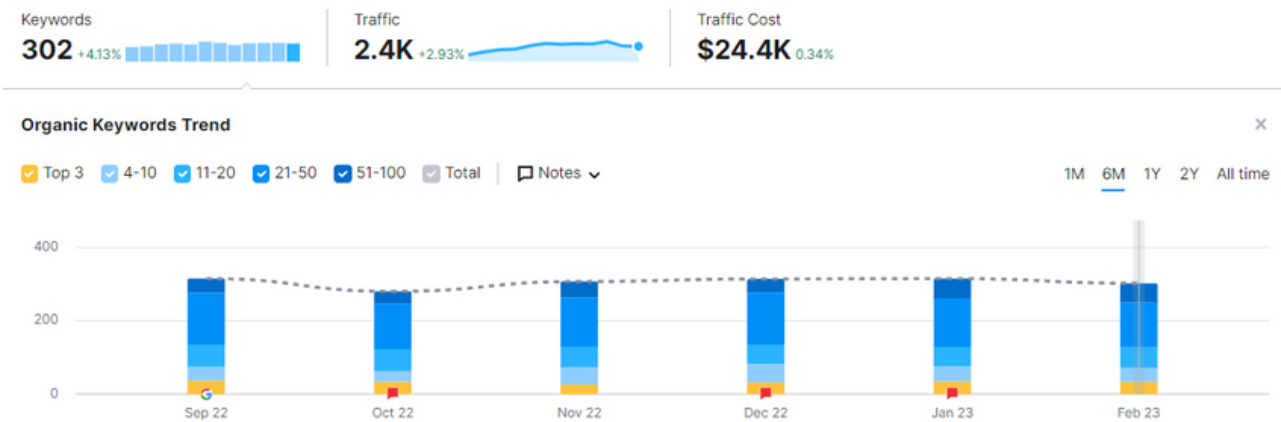 Keywords Traffic Traffic Cost
302 +4.13% 2.4K +2.93% $24.4K 0.34%
Organic Keywords Trend
Top 3 4-10 11-20 21-50 51-100 Total Notes 1M 6M 1Y 2Y All time
400
200
0
Sep 22 Oct 22 Nov 22 Dec 22 Jan 23 Feb 23